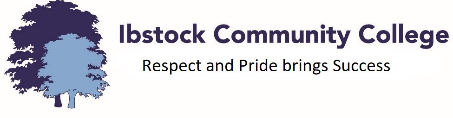 Ibstock Community College
Respect and Pride brings Success